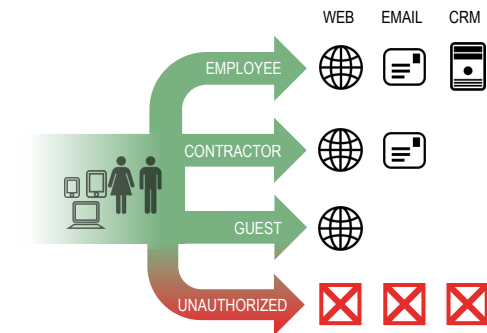 WEB EMAIL CRM
EMPLOYEE
CONTRACTOR
GUEST
UNAUTHORIZED